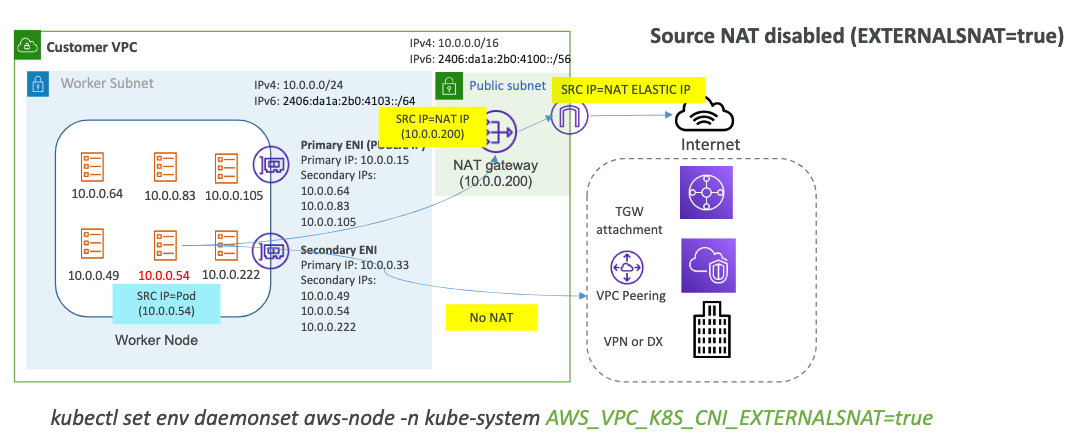 Source NAT disabled (EXTERNALSNAT=true)
Customer VPC
IPv4: 10.0.0.0/16
IPv6: 2406:da1a:2b0:4100::/56
Worker Subnet
IPv4: 10.0.0.0/24
IPv6: 2406:da1a:2b0:4103::/64
Public subnet
SRC IP=NAT ELASTIC IP
SRC IP=NAT IP
(10.0.0.200)
NAT gateway
(10.0.0.200)
Internet
Primary ENI (PUBLIC IP)
Primary IP: 10.0.0.15
Secondary IPs:
10.0.0.64
10.0.0.83
10.0.0.105
10.0.0.64
10.0.0.83
10.0.0.105
Secondary ENI
Primary IP: 10.0.0.33
Secondary IPs:
10.0.0.49
10.0.0.54
10.0.0.222
10.0.0.49
10.0.0.54
10.0.0.222
SRC IP=Pod
(10.0.0.54)
Worker Node
No NAT
TGW
attachment
VPC Peering
VPN or DX
kubectl set env daemonset aws-node -n kube-system AWS_VPC_K8S_CNI_EXTERNALSNAT=true